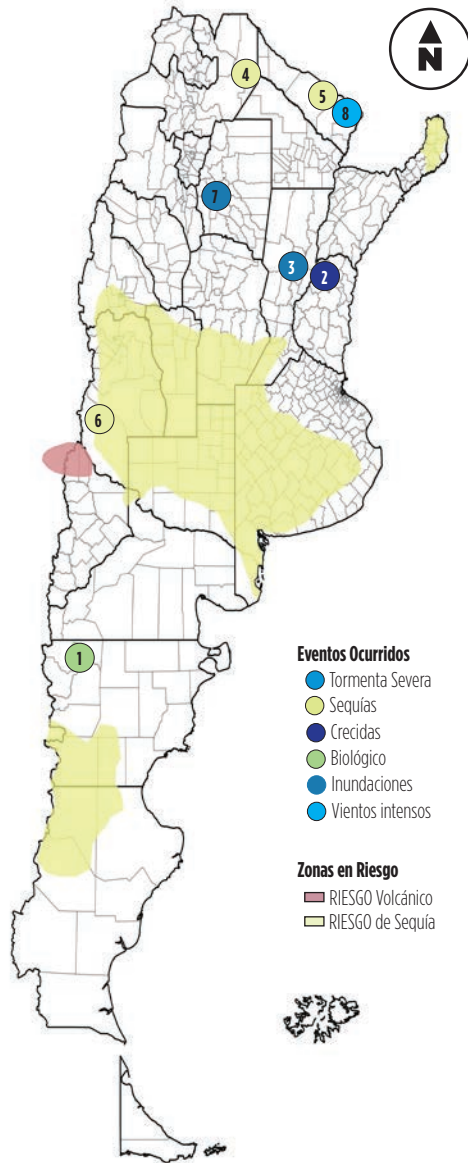 N
4
5
8
7
3
2
6
1
Eventos Ocurridos
Tormenta Severa
Sequías
Crecidas
Biológico
Inundaciones
Vientos intensos
Zonas en Riesgo
RIESGO Volcánico
RIESGO de Sequía